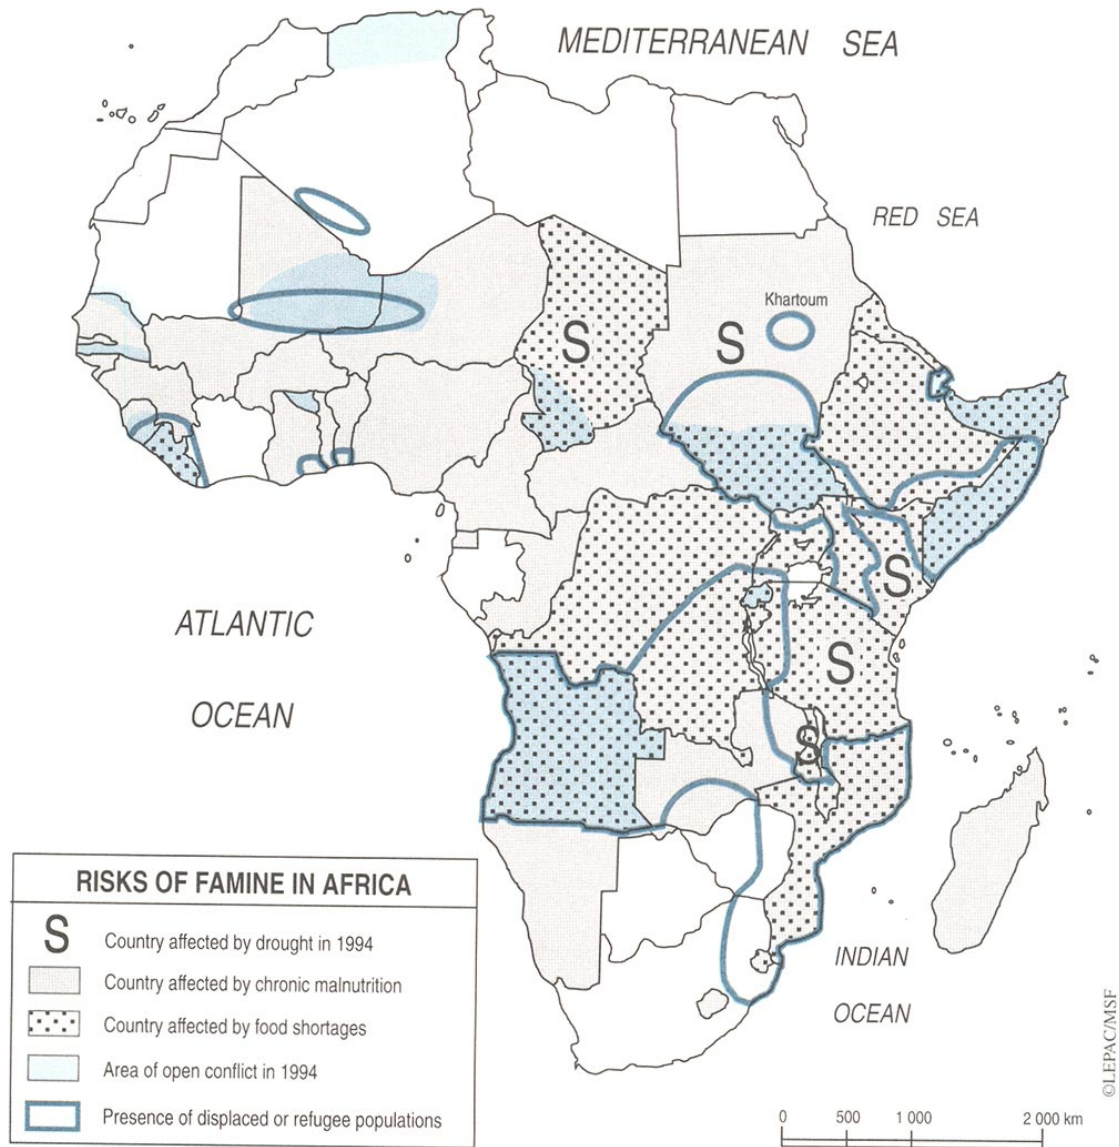 MEDITERRANEAN SEA
RED SEA
Khartoum
S
S
S
S
S
ATLANTIC
OCEAN
INDIAN
OCEAN
RISKS OF FAMINE IN AFRICA
S Country affected by drought in 1994
Country affected by chronic malnutrition
Country affected by food shortages
Area of open conflict in 1994
Presence of displaced or refugee populations
0 500 1 000 2 000 km
©LEPAC/MSF